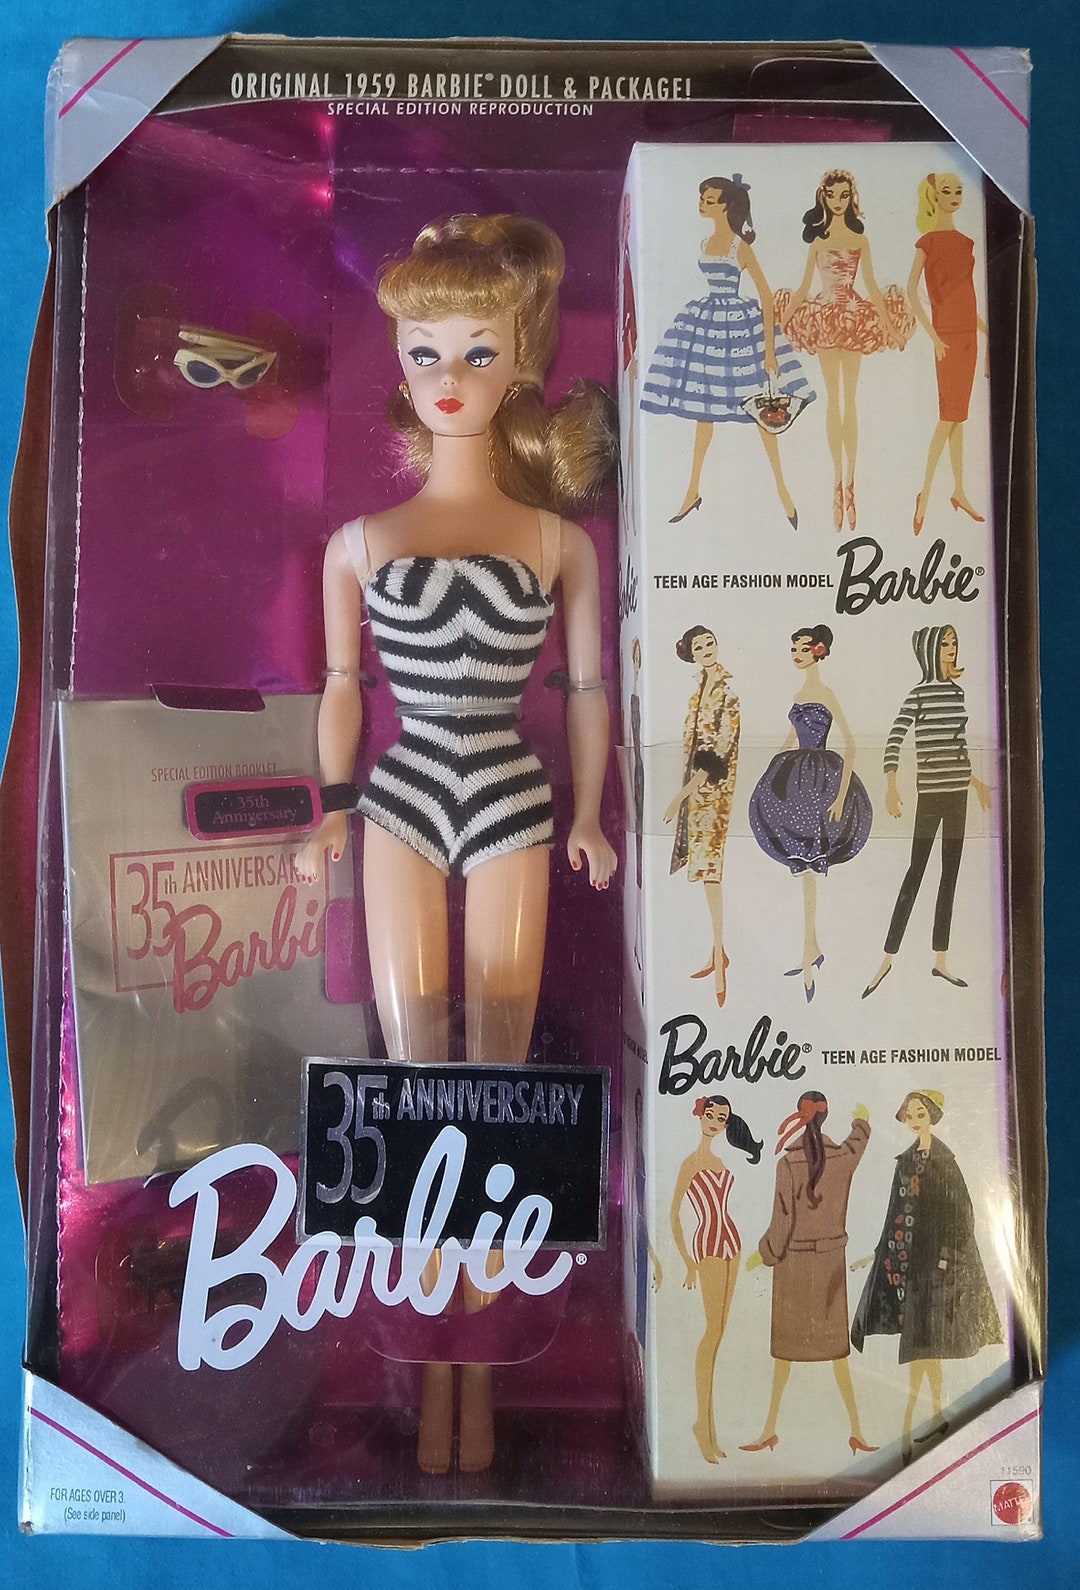 ORIGINAL 1959 BARBIE® DOLL & PACKAGE!
SPECIAL EDITION REPRODUCTION
TEEN AGE FASHION MODEL Barbie®
SPECIAL EDITION BOOKLET
35th
Anniversary
35th ANNIVERSARY
Barbie
Barbie® TEEN AGE FASHION MODEL
35th ANNIVERSARY
Barbie®
FOR AGES OVER 3.
(See side panel)
11590
MATTEL